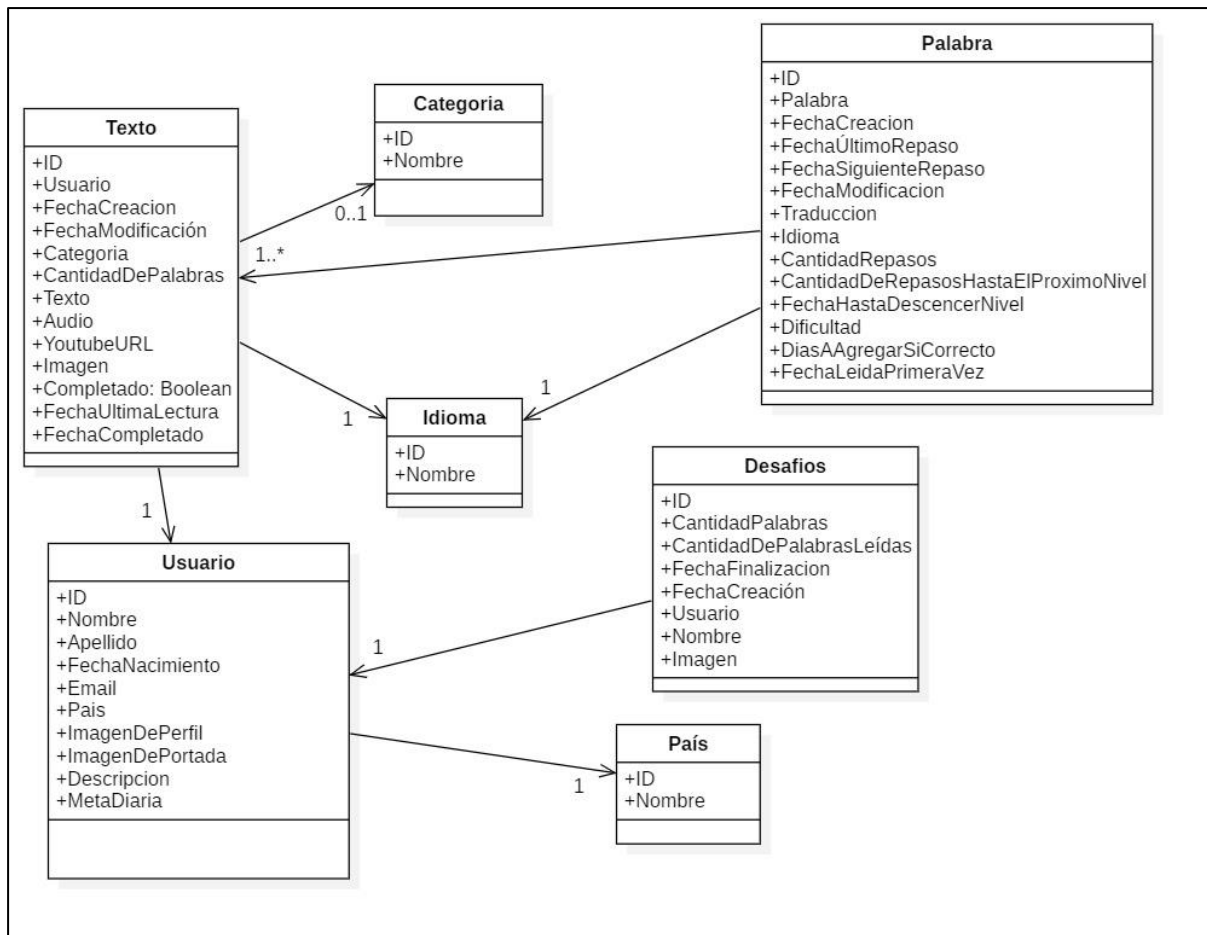 Texto
+ID
+Usuario
+FechaCreacion
+FechaModificación
+Categoria
+CantidadDePalabras
+Texto
+Audio
+YoutubeURL
+Imagen
+Completado: Boolean
+FechaUltimaLectura
+FechaCompletado
Categoria
+ID
+Nombre
0..1
1..*
Palabra
+ID
+Palabra
+FechaCreacion
+FechaÚltimoRepaso
+FechaSiguienteRepaso
+FechaModificacion
+Traduccion
+Idioma
+CantidadRepasos
+CantidadDeRepasosHastaElProximoNivel
+FechaHastaDescencerNivel
+Dificultad
+DiasAAgregarSiCorrecto
+FechaLeidaPrimeraVez
1
1
Idioma
+ID
+Nombre
1
Usuario
+ID
+Nombre
+Apellido
+FechaNacimiento
+Email
+Pais
+ImagenDePerfil
+ImagenDePortada
+Descripcion
+MetaDiaria
Desafios
+ID
+CantidadPalabras
+CantidadDePalabrasLeídas
+FechaFinalizacion
+FechaCreación
+Usuario
+Nombre
+Imagen
1
1
País
+ID
+Nombre